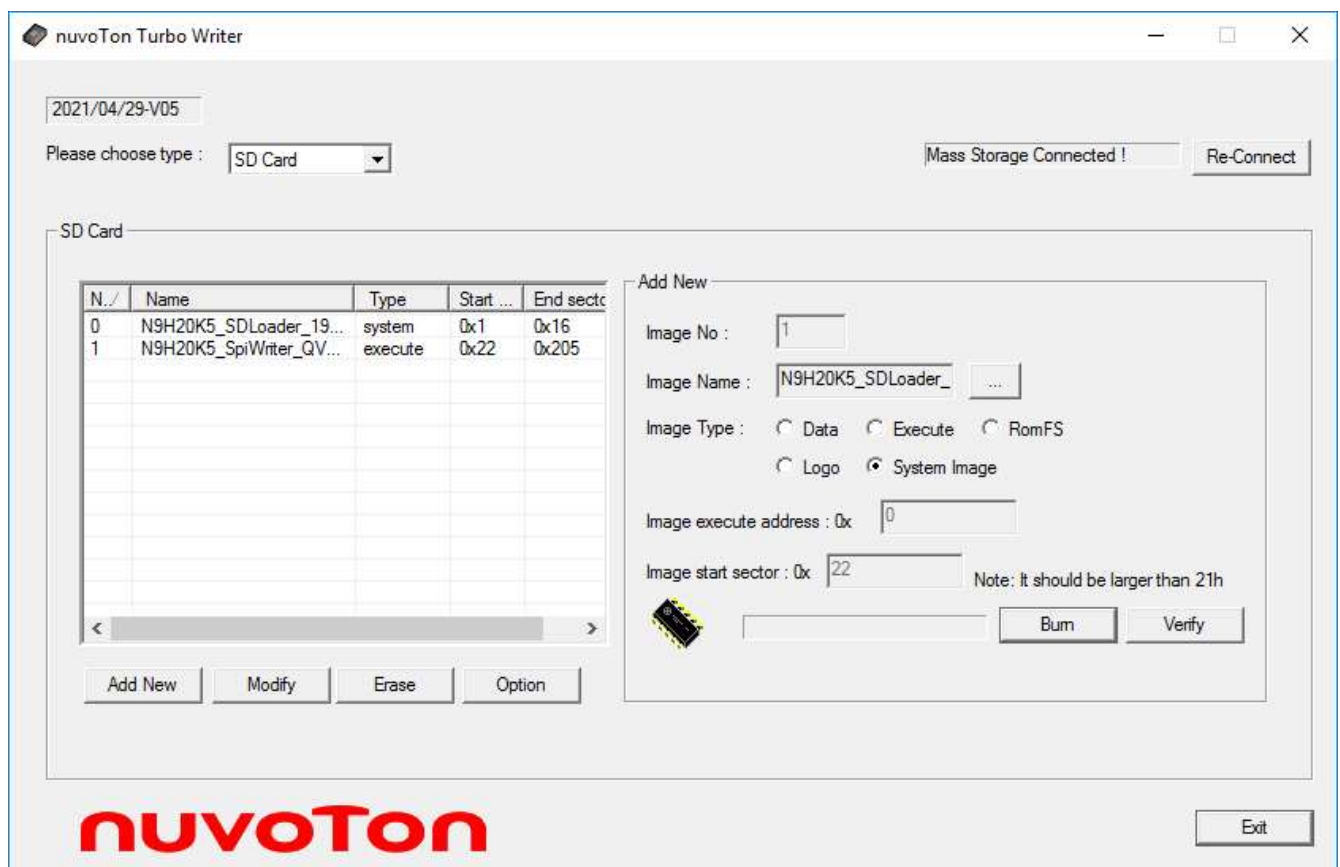 nuvoTon Turbo Writer
2021/04/29-V05
Please choose type : SD Card Mass Storage Connected ! Re-Connect
SD Card
N.. Name Type Start ... End secto
0 N9H20K5_SDLoader_19... system 0x1 0x16
1 N9H20K5_SpiWriter_QV... execute 0x22 0x205
Add New Modify Erase Option
Add New
Image No : 1
Image Name : N9H20K5_SDLoader_ ...
Image Type : Data Execute RomFS
Logo System Image
Image execute address : 0x 0
Image start sector : 0x 22 Note: It should be larger than 21h
Burn Verify
nuvoTon
Exit